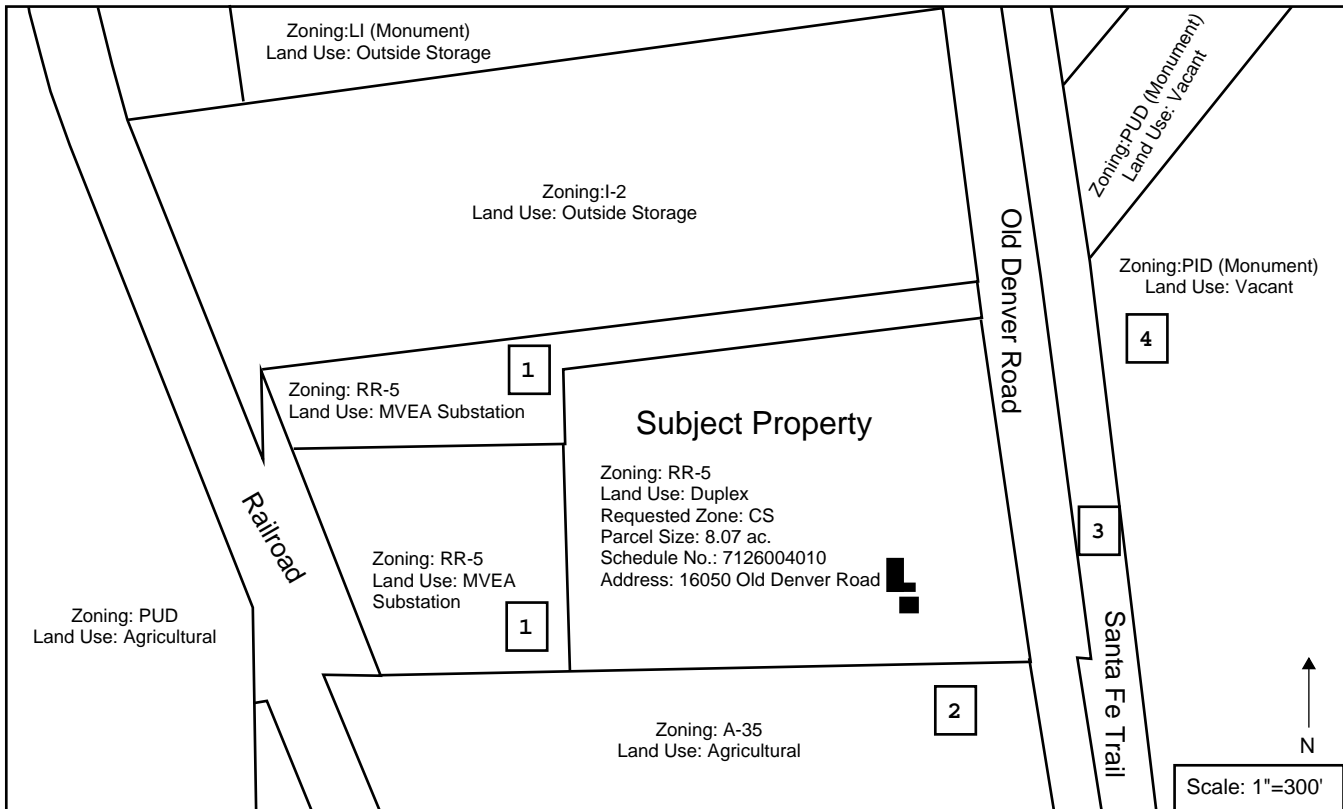 Zoning:LI (Monument)
Land Use: Outside Storage
Zoning:PUD (Monument)
Land Use: Vacant
Zoning:I-2
Land Use: Outside Storage
Old Denver Road
Zoning:PID (Monument)
Land Use: Vacant
4
1
Zoning: RR-5
Land Use: MVEA Substation
Subject Property
Zoning: RR-5
Land Use: Duplex
Requested Zone: CS
Parcel Size: 8.07 ac.
Schedule No.: 7126004010
Address: 16050 Old Denver Road
Railroad
3
Zoning: RR-5
Land Use: MVEA
Substation
1
Zoning: PUD
Land Use: Agricultural
Santa Fe Trail
2
Zoning: A-35
Land Use: Agricultural
N
Scale: 1"=300'